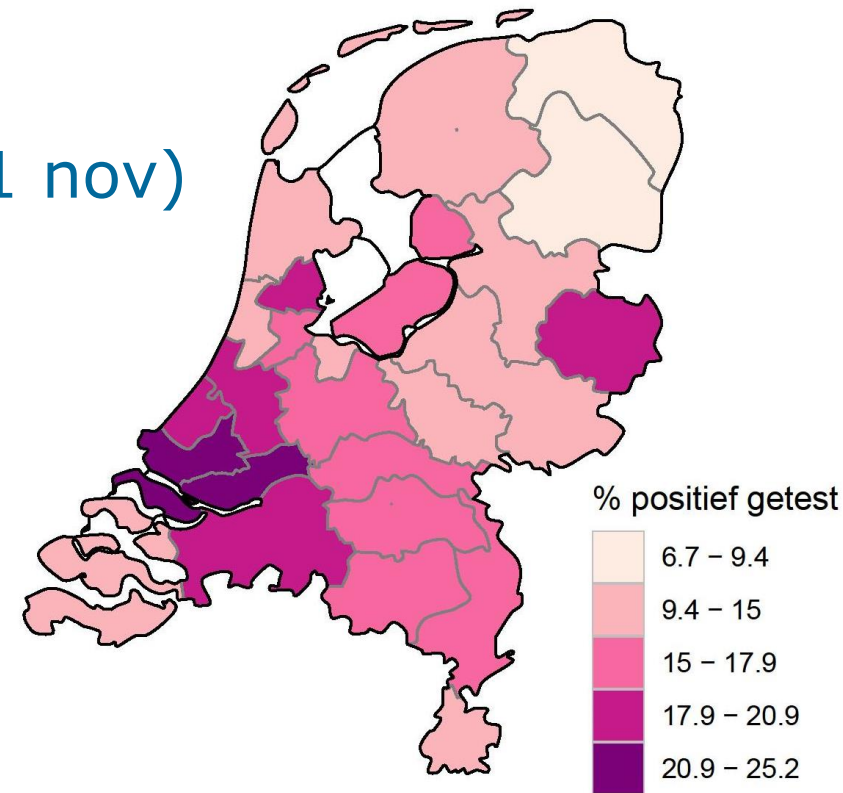 1 nov)
% positief getest
6.7 − 9.4
9.4 − 15
15 − 17.9
17.9 − 20.9
20.9 − 25.2